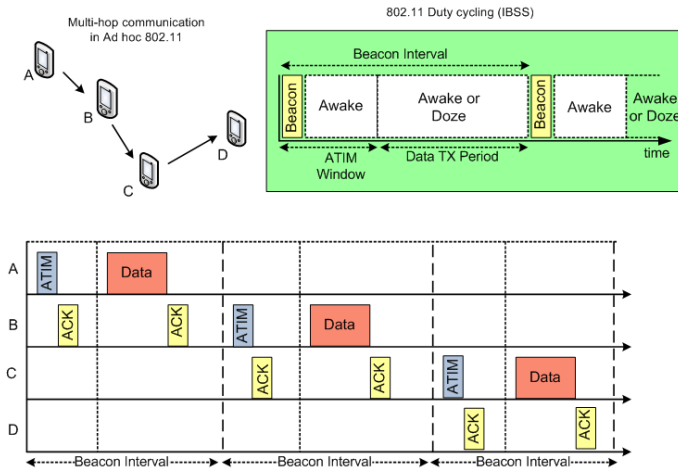 Multi-hop communication
in Ad hoc 802.11
A
B
C
D
802.11 Duty cycling (IBSS)
Beacon Interval
Beacon
Awake
Awake or
Doze
Beacon
Awake
Awake
or Doze
ATIM
Window
Data TX Period
time
A
ATIM
Data
B
ACK
ACK
ATIM
Data
C
ACK
ACK
ATIM
Data
D
ACK
ACK
Beacon Interval
Beacon Interval
Beacon Interval